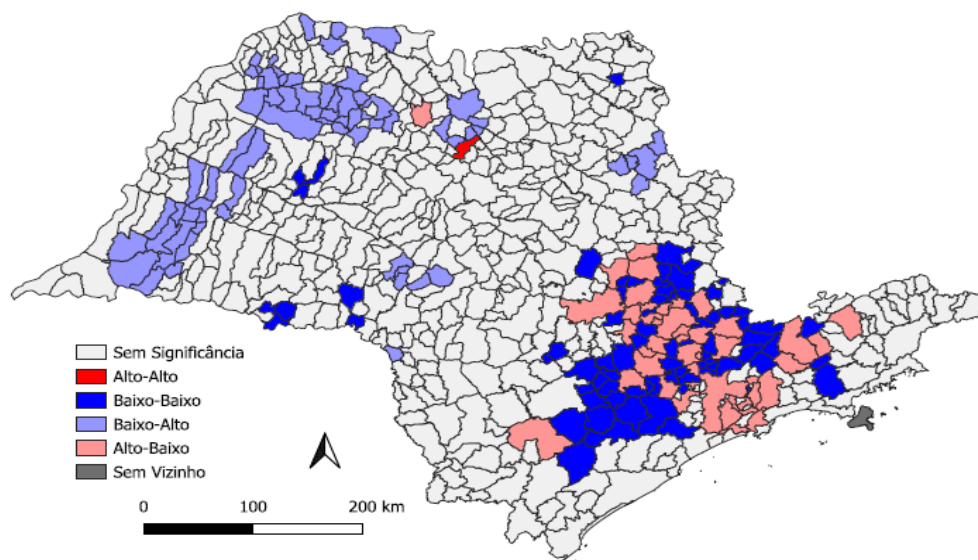 Sem Significância
Alto-Alto
Baixo-Baixo
Baixo-Alto
Alto-Baixo
Sem Vizinho
0 100 200 km